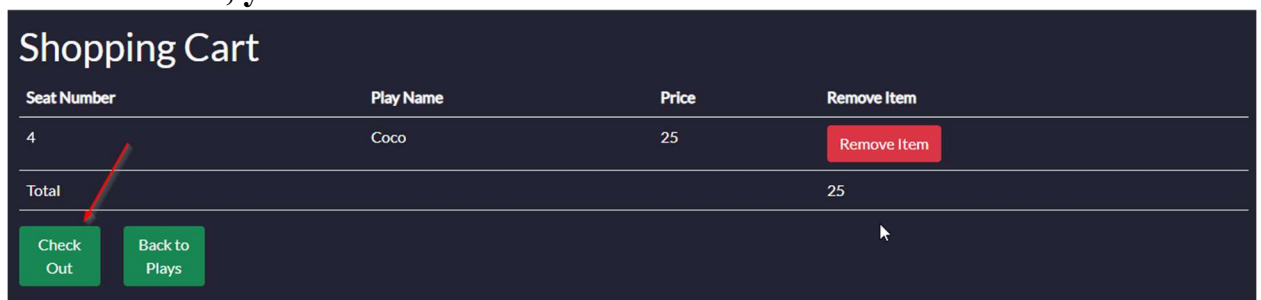 Shopping Cart
Seat Number Play Name Price Remove Item
4 Coco 25 Remove Item
Total 25
Check Out Back to Plays